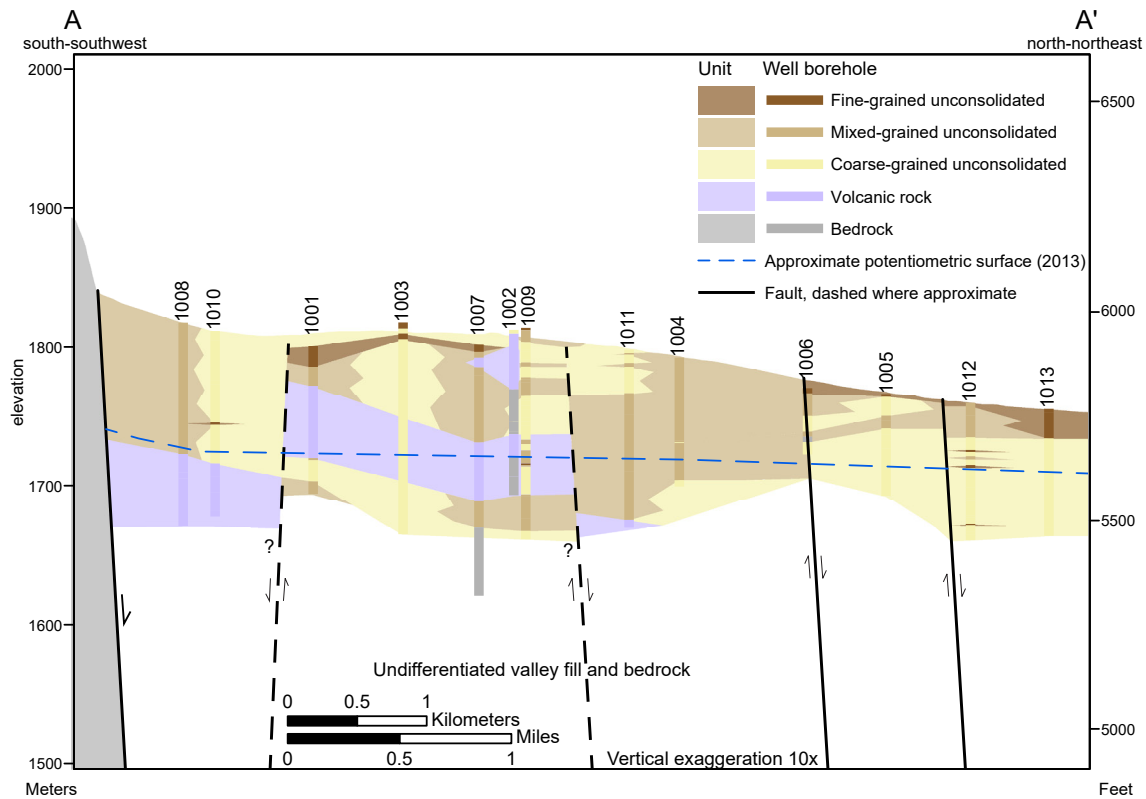 A
A'
south-southwest
north-northeast
2000
1900
1800
1700
1600
1500
elevation
Meters
6500
6000
5500
5000
Feet
Unit
Well borehole
Fine-grained unconsolidated
Mixed-grained unconsolidated
Coarse-grained unconsolidated
Volcanic rock
Bedrock
Approximate potentiometric surface (2013)
Fault, dashed where approximate
1008
1010
1001
1003
1007
1002
1009
1011
1004
1006
1005
1012
1013
?
?
Undifferentiated valley fill and bedrock
0 0.5 1
Kilometers
Miles
0 0.5 1
Vertical exaggeration 10x